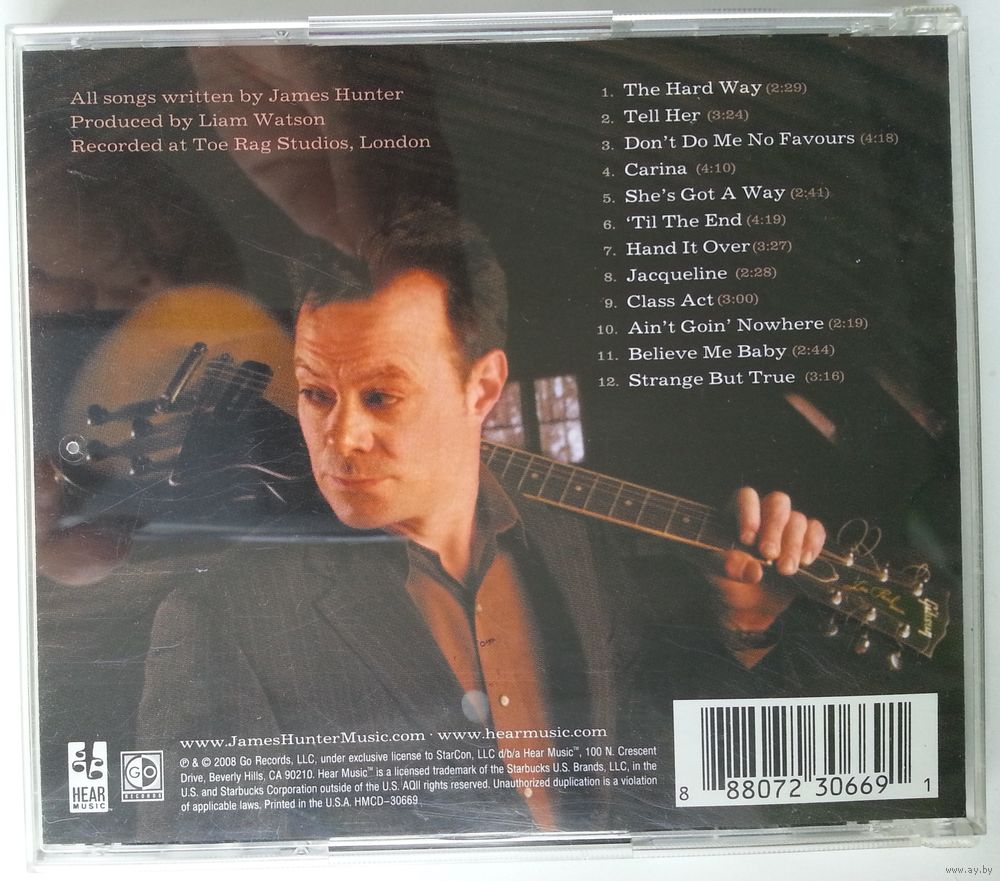 All songs written by James Hunter
Produced by Liam Watson
Recorded at Toe Rag Studios, London
1. The Hard Way (2:29)
2. Tell Her (3:24)
3. Don't Do Me No Favours (4:18)
4. Carina (4:10)
5. She's Got A Way (2:41)
6. 'Til The End (4:19)
7. Hand It Over (3:27)
8. Jacqueline (2:28)
9. Class Act (3:00)
10. Ain't Goin' Nowhere (2:19)
11. Believe Me Baby (2:44)
12. Strange But True (3:16)
Gibson
www.JamesHunterMusic.com · www.hearmusic.com
HEAR
MUSIC
GO
RECORDS
℗ & © 2008 Go Records, LLC, under exclusive license to StarCon, LLC d/b/a Hear Music™, 100 N. Crescent
Drive, Beverly Hills, CA 90210. Hear Music™ is a licensed trademark of the Starbucks U.S. Brands, LLC, in the
U.S. and Starbucks Corporation outside of the U.S. AQll rights reserved. Unauthorized duplication is a violation
of applicable laws. Printed in the U.S.A. HMCD-30669
8 88072 30669 1
www.ay.by